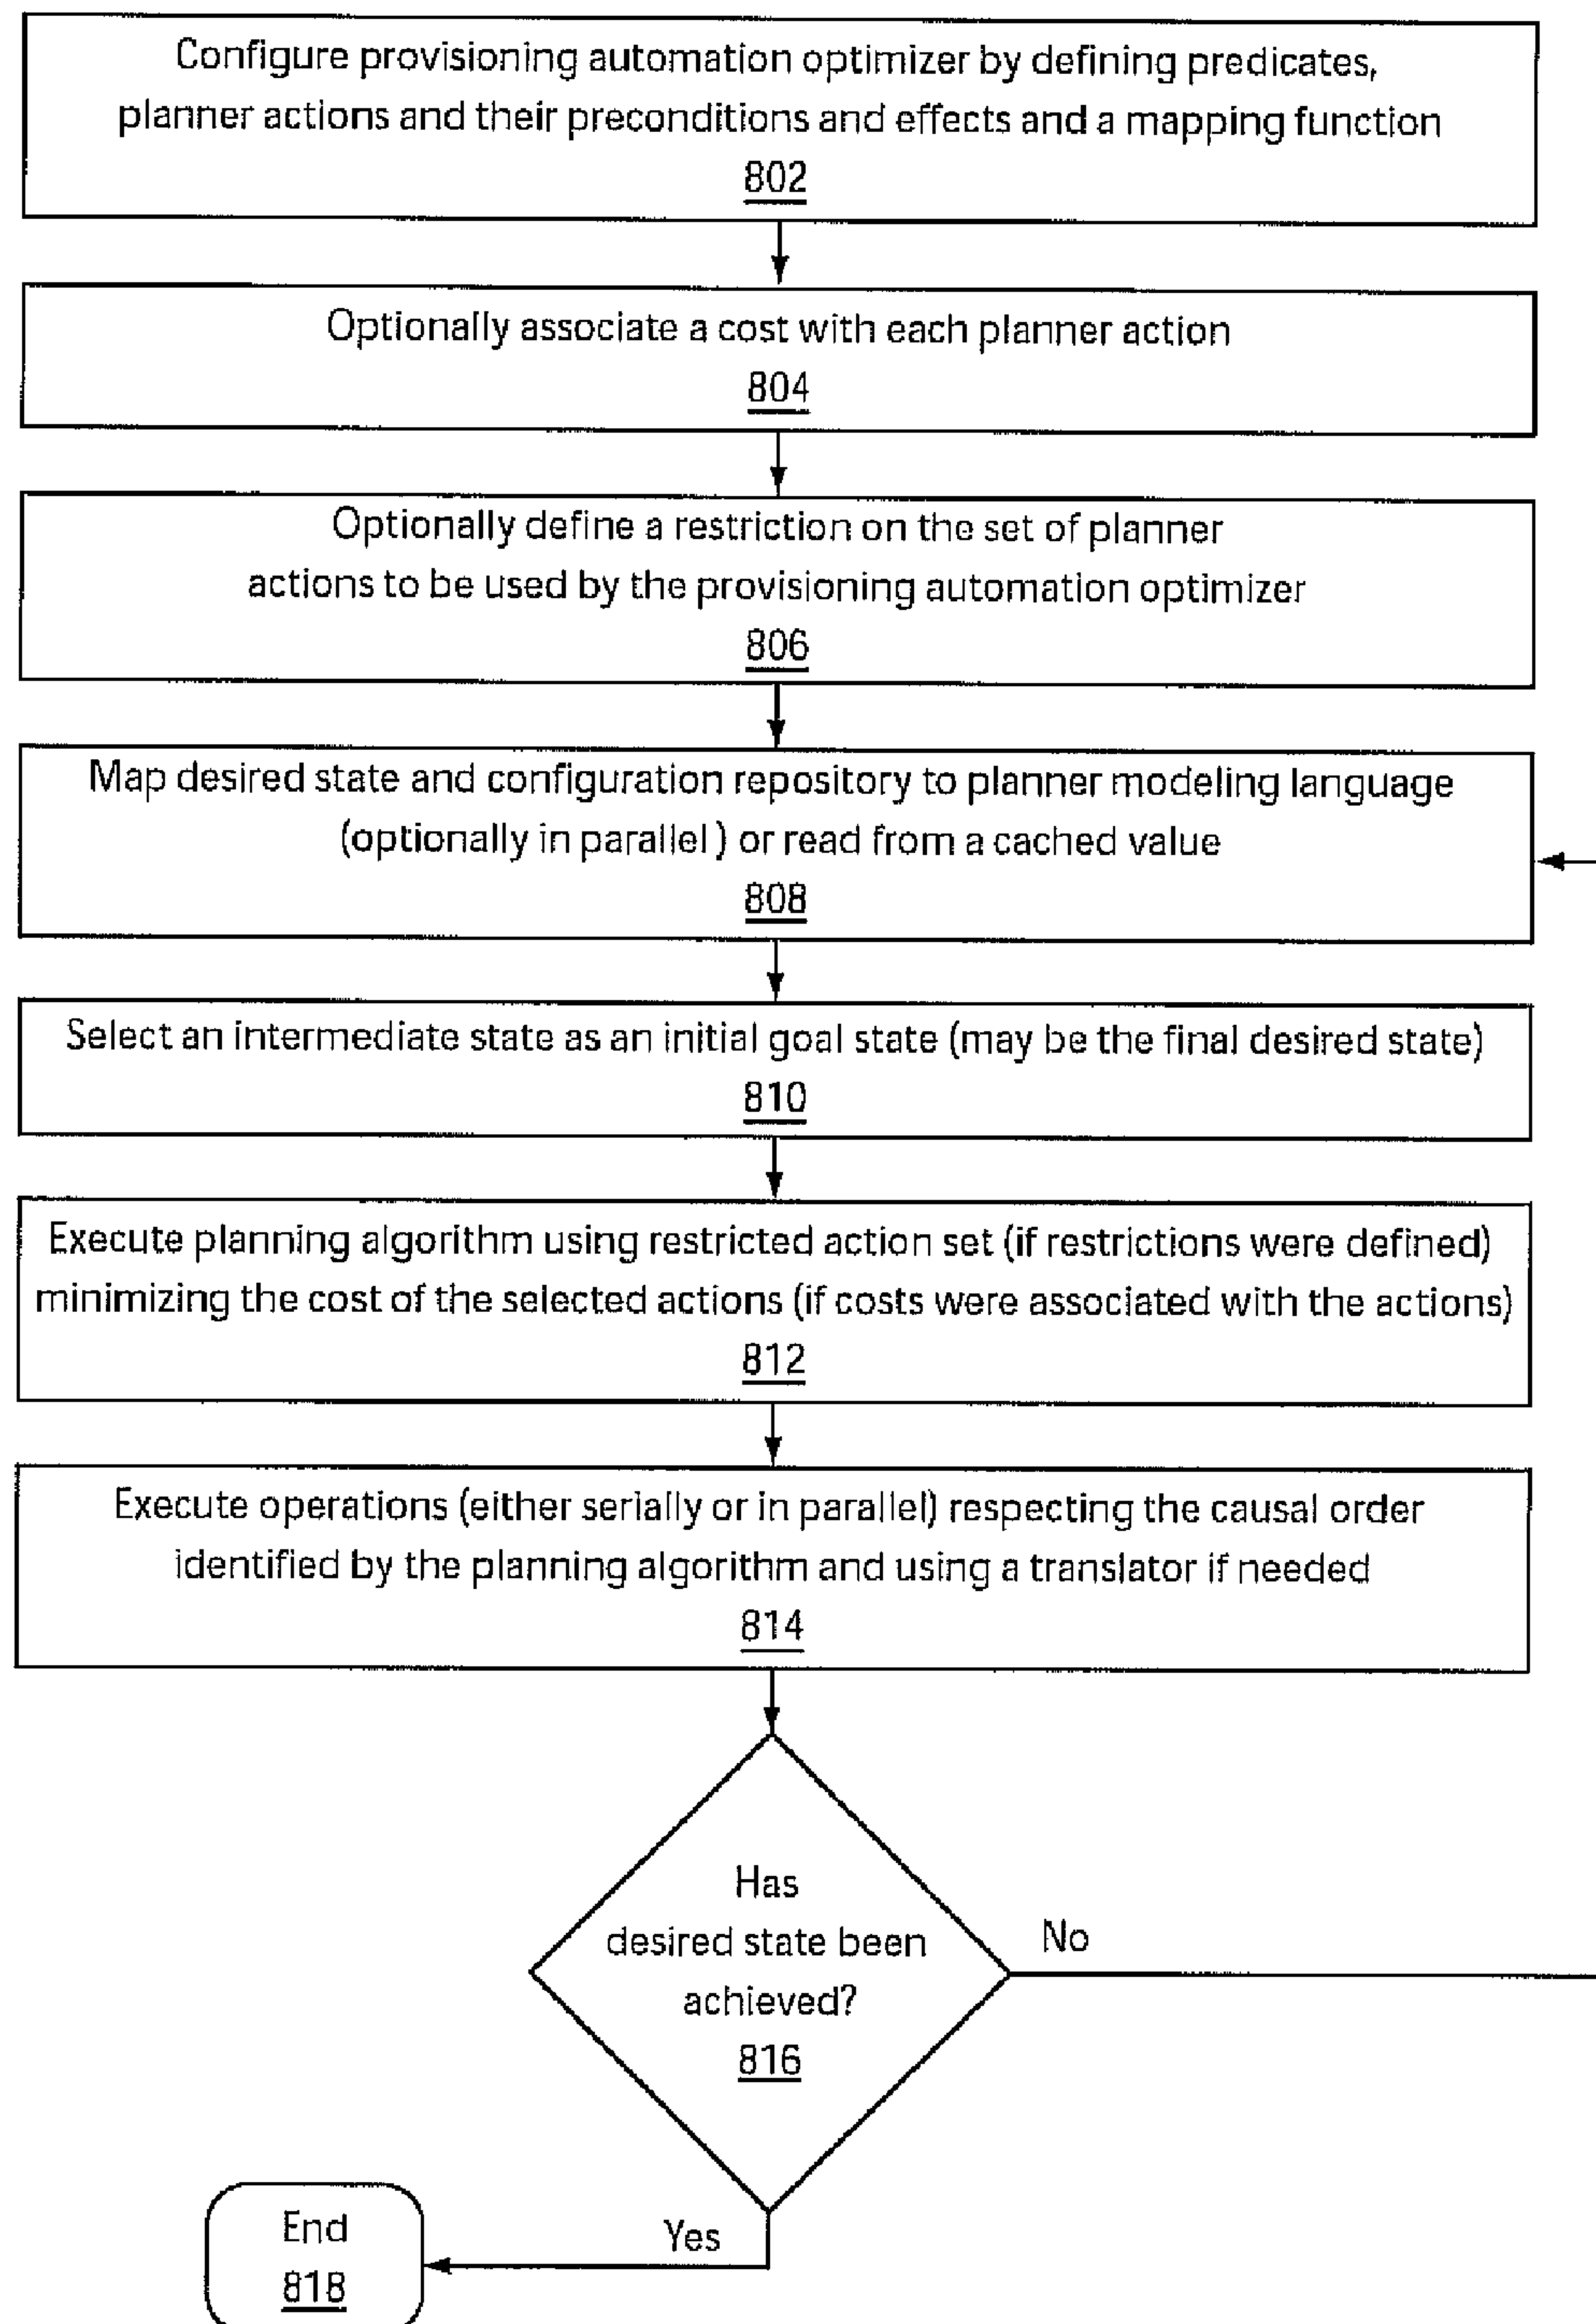 Configure provisioning automation optimizer by defining predicates,
planner actions and their preconditions and effects and a mapping function
802
Optionally associate a cost with each planner action
804
Optionally define a restriction on the set of planner
actions to be used by the provisioning automation optimizer
806
Map desired state and configuration repository to planner modeling language
(optionally in parallel) or read from a cached value
808
Select an intermediate state as an initial goal state (may be the final desired state)
810
Execute planning algorithm using restricted action set (if restrictions were defined)
minimizing the cost of the selected actions (if costs were associated with the actions)
812
Execute operations (either serially or in parallel) respecting the causal order
identified by the planning algorithm and using a translator if needed
814
Has
desired state been
achieved?
816
No
Yes
End
818